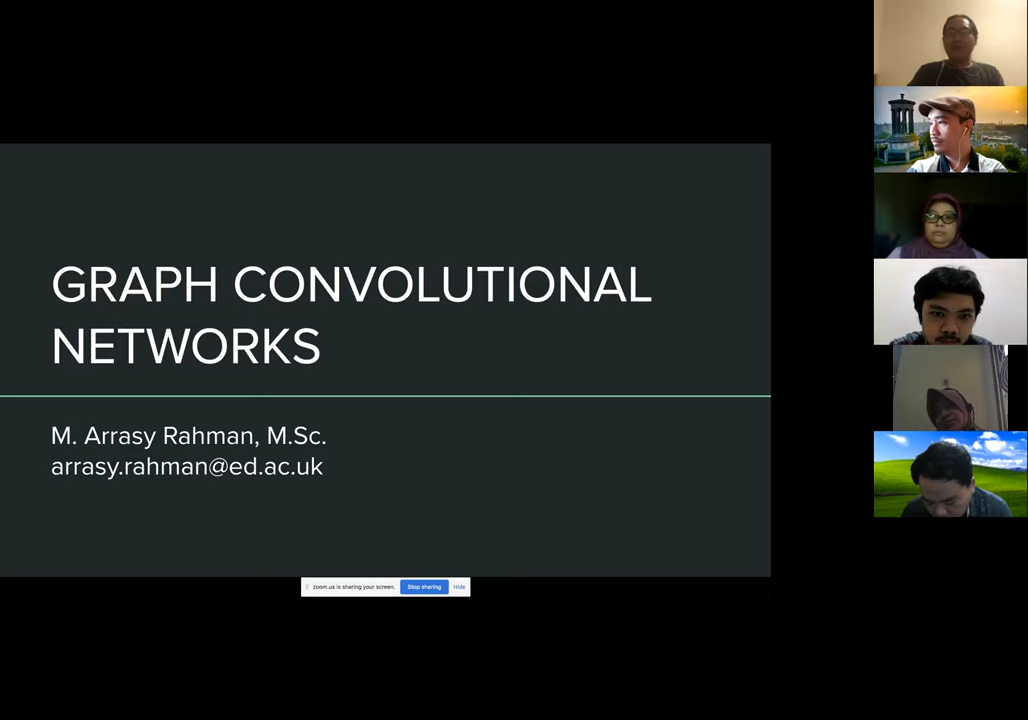 GRAPH CONVOLUTIONAL
NETWORKS
M. Arrasy Rahman, M.Sc.
arrasy.rahman@ed.ac.uk
zoom.us is sharing your screen. Stop sharing Hide